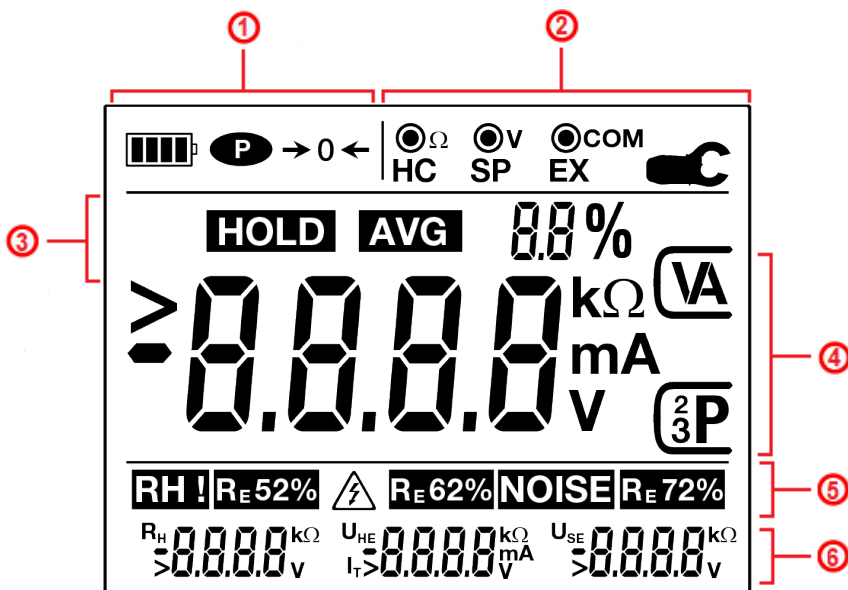 ① ②
P →0← Ω V COM
HC SP EX
③ HOLD AVG 8.8%
> 8.8.8.8 kΩ VA
- mA ④
V 2 3 P
RH ! RE52% RE62% NOISE RE72% ⑤
RH UHE USE
-> 8.8.8.8 kΩ V IT -> 8.8.8.8 kΩ mA V -> 8.8.8.8 kΩ V ⑥